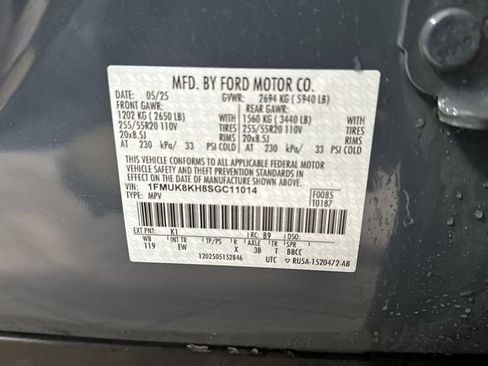 MFD. BY FORD MOTOR CO.
DATE: 05/25 GVWR: 2694 KG ( 5940 LB)
FRONT GAWR: REAR GAWR:
1202 KG ( 2650 LB) WITH 1560 KG ( 3440 LB) WITH
255/55R20 110V TIRES 255/55R20 110V TIRES
20x8.5J RIMS 20x8.5J RIMS
AT 230 kPa/ 33 PSI COLD AT 230 kPa/ 33 PSI COLD
THIS VEHICLE CONFORMS TO ALL APPLICABLE FEDERAL MOTOR
VEHICLE SAFETY AND THEFT PREVENTION STANDARDS
IN EFFECT ON THE DATE OF MANUFACTURE SHOWN ABOVE.
VIN: 1FMUK8KH8SGC11014 F0085
TYPE: MPV T0187
EXT PNT: K1 RC: 89 DSO:
WB INT TR TP/PS R AXLE TR SPR
119 EW X 3B T BBCC
1202505152846 UTC ▽ RU5A-1520472-AB